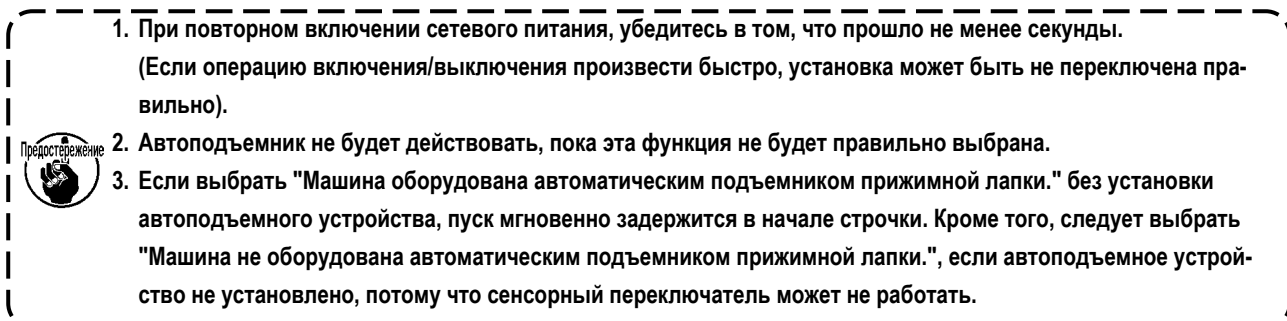 1. При повторном включении сетевого питания, убедитесь в том, что прошло не менее секунды.
(Если операцию включения/выключения произвести быстро, установка может быть не переключена пра-
вильно).
Предостережение
2. Автоподъемник не будет действовать, пока эта функция не будет правильно выбрана.
3. Если выбрать "Машина оборудована автоматическим подъемником прижимной лапки." без установки
автоподъемного устройства, пуск мгновенно задержится в начале строчки. Кроме того, следует выбрать
"Машина не оборудована автоматическим подъемником прижимной лапки.", если автоподъемное устрой-
ство не установлено, потому что сенсорный переключатель может не работать.